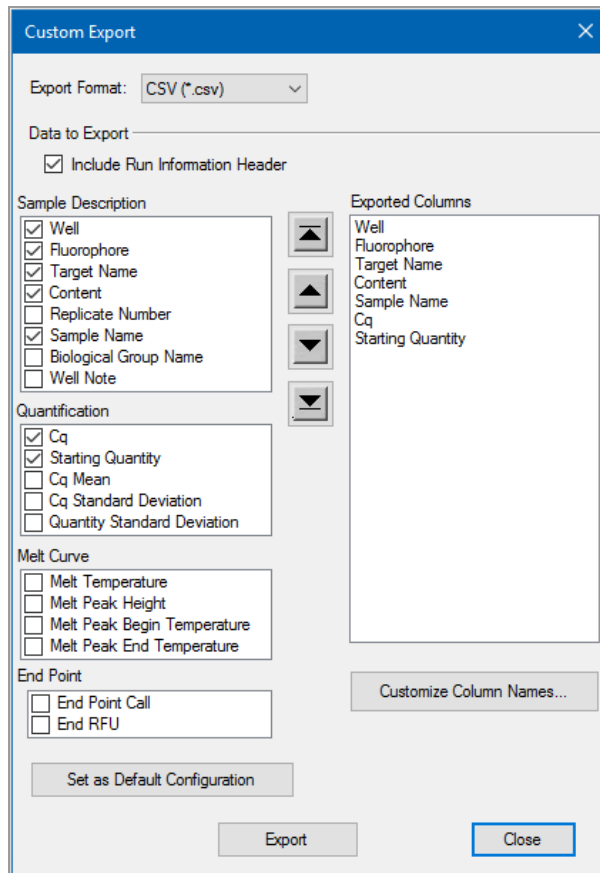 Custom Export
Export Format: CSV (*.csv)
Data to Export
Include Run Information Header
Sample Description
Well
Fluorophore
Target Name
Content
Replicate Number
Sample Name
Biological Group Name
Well Note
Quantification
Cq
Starting Quantity
Cq Mean
Cq Standard Deviation
Quantity Standard Deviation
Melt Curve
Melt Temperature
Melt Peak Height
Melt Peak Begin Temperature
Melt Peak End Temperature
End Point
End Point Call
End RFU
Exported Columns
Well
Fluorophore
Target Name
Content
Sample Name
Cq
Starting Quantity
Customize Column Names...
Set as Default Configuration
Export
Close